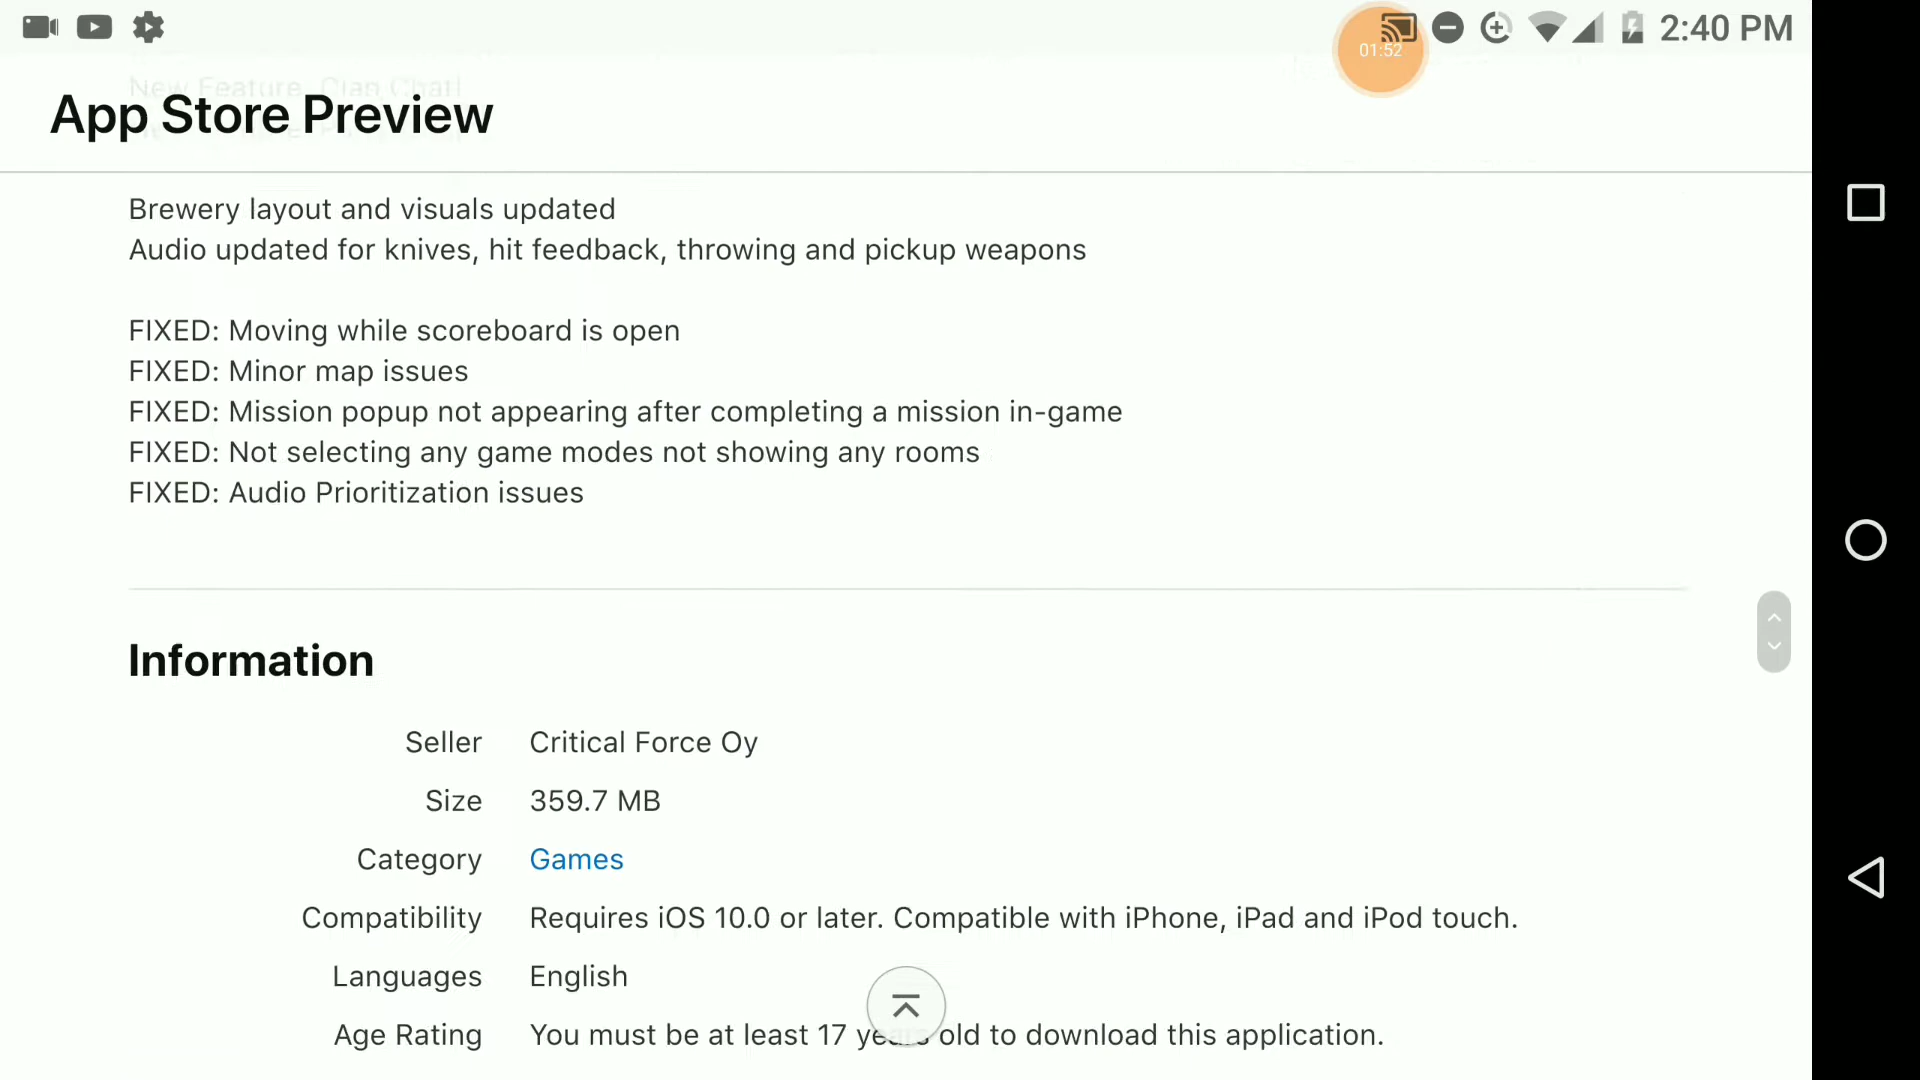 2:40 PM
01:52
New Feature: Clan Chat!
App Store Preview
Brewery layout and visuals updated
Audio updated for knives, hit feedback, throwing and pickup weapons
FIXED: Moving while scoreboard is open
FIXED: Minor map issues
FIXED: Mission popup not appearing after completing a mission in-game
FIXED: Not selecting any game modes not showing any rooms
FIXED: Audio Prioritization issues
Information
Seller Critical Force Oy
Size 359.7 MB
Category Games
Compatibility Requires iOS 10.0 or later. Compatible with iPhone, iPad and iPod touch.
Languages English
Age Rating You must be at least 17 years old to download this application.